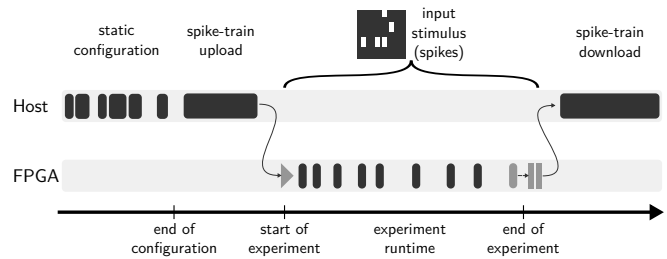 static
configuration
spike-train
upload
input
stimulus
(spikes)
spike-train
download
Host
FPGA
end of
configuration
start of
experiment
experiment
runtime
end of
experiment